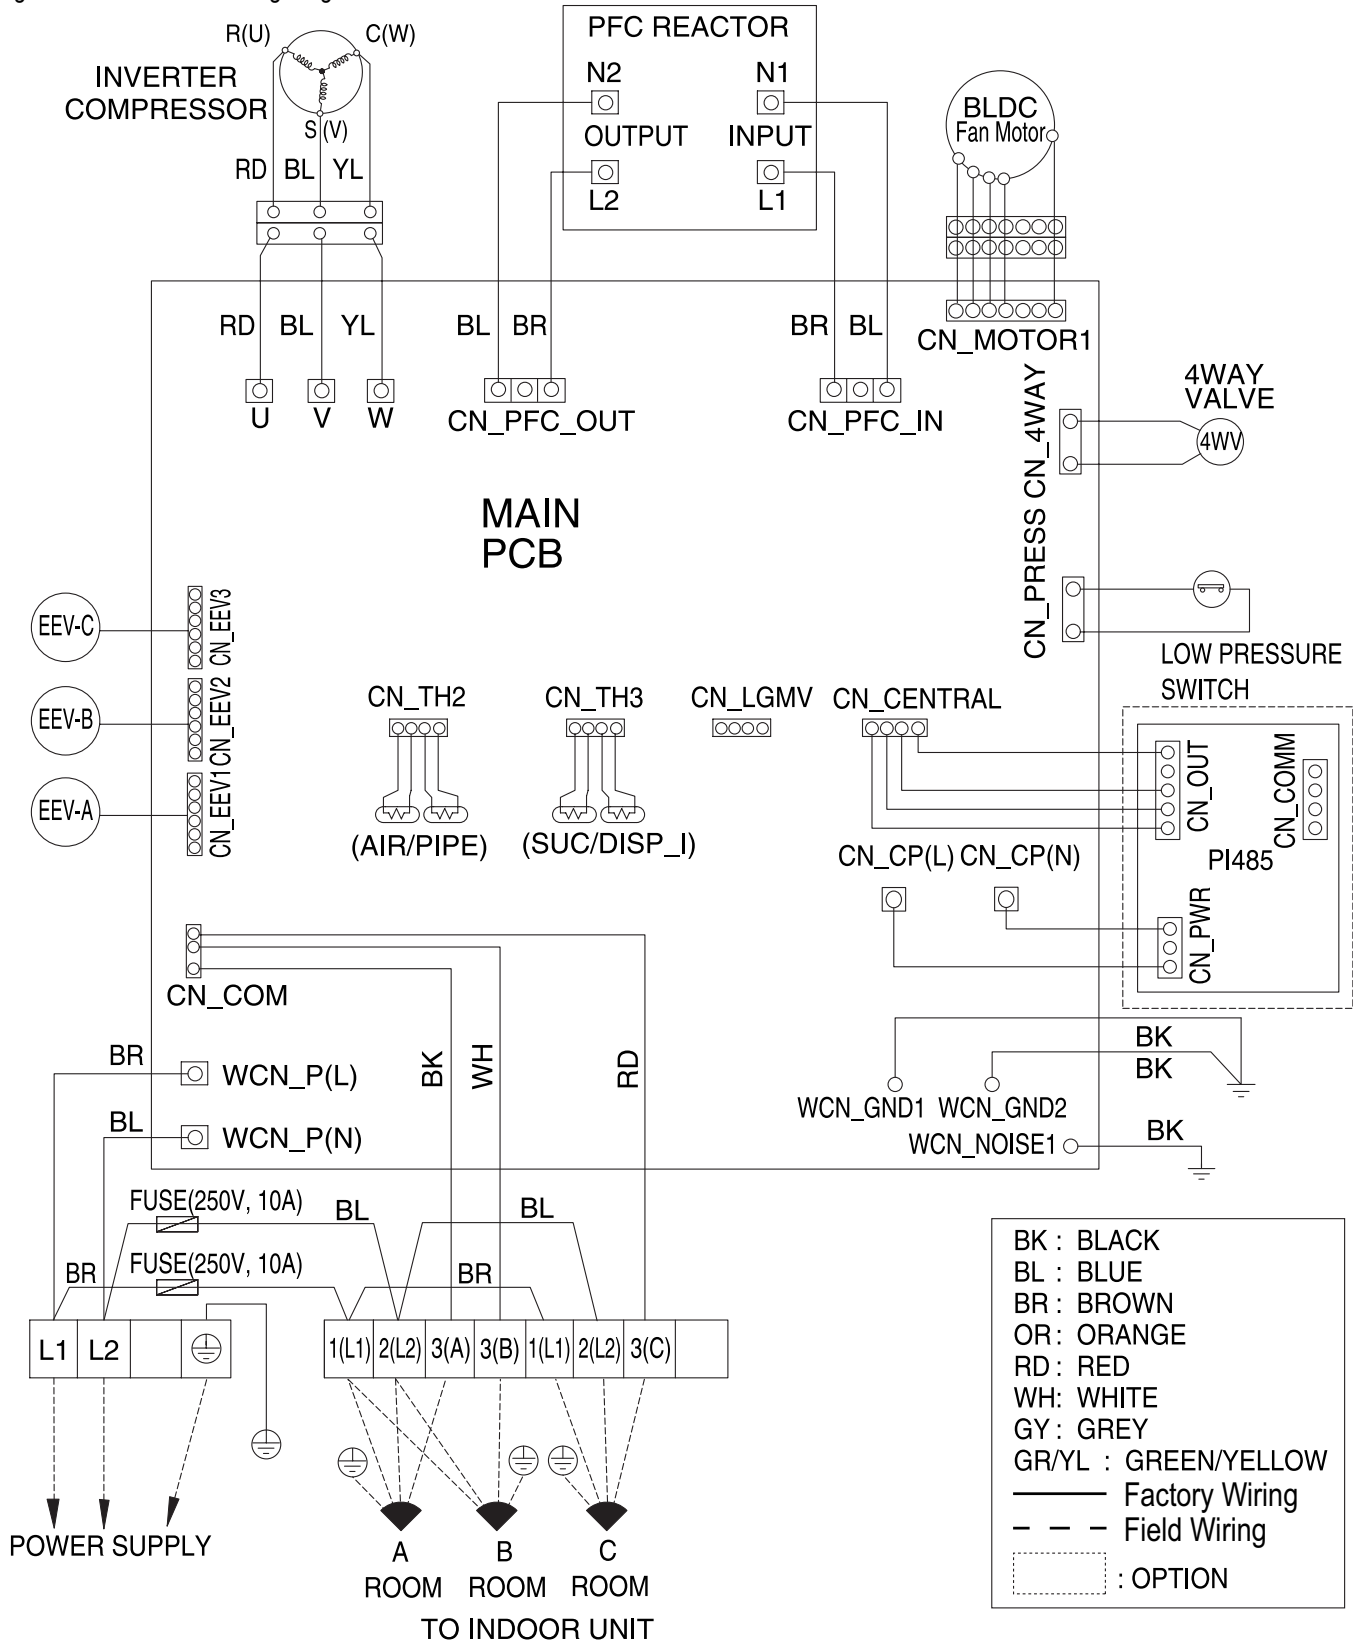 R(U)
C(W)
INVERTER
COMPRESSOR
S (V)
RD BL YL
PFC REACTOR
N2 N1
OUTPUT INPUT
L2 L1
BLDC
Fan Motor
RD BL YL
BL BR
BR BL
CN_MOTOR1
U V W
CN_PFC_OUT
CN_PFC_IN
CN_4WAY
4WAY
VALVE
4WV
MAIN
PCB
CN_PRESS
LOW PRESSURE
SWITCH
EEV-C
CN_EEV3
EEV-B
CN_EEV2
EEV-A
CN_EEV1
CN_TH2
(AIR/PIPE)
CN_TH3
(SUC/DISP_I)
CN_LGMV
CN_CENTRAL
CN_OUT
CN_COMM
PI485
CN_CP(L) CN_CP(N)
CN_PWR
CN_COM
BR
WCN_P(L)
BL
WCN_P(N)
BK
WH
RD
BK
BK
WCN_GND1 WCN_GND2
WCN_NOISE1
BK
FUSE(250V, 10A)
BL
BL
FUSE(250V, 10A)
BR
BR
L1 L2
1(L1) 2(L2) 3(A) 3(B) 1(L1) 2(L2) 3(C)
POWER SUPPLY
A B C
ROOM ROOM ROOM
TO INDOOR UNIT
BK : BLACK
BL : BLUE
BR : BROWN
OR : ORANGE
RD : RED
WH: WHITE
GY : GREY
GR/YL : GREEN/YELLOW
Factory Wiring
Field Wiring
: OPTION